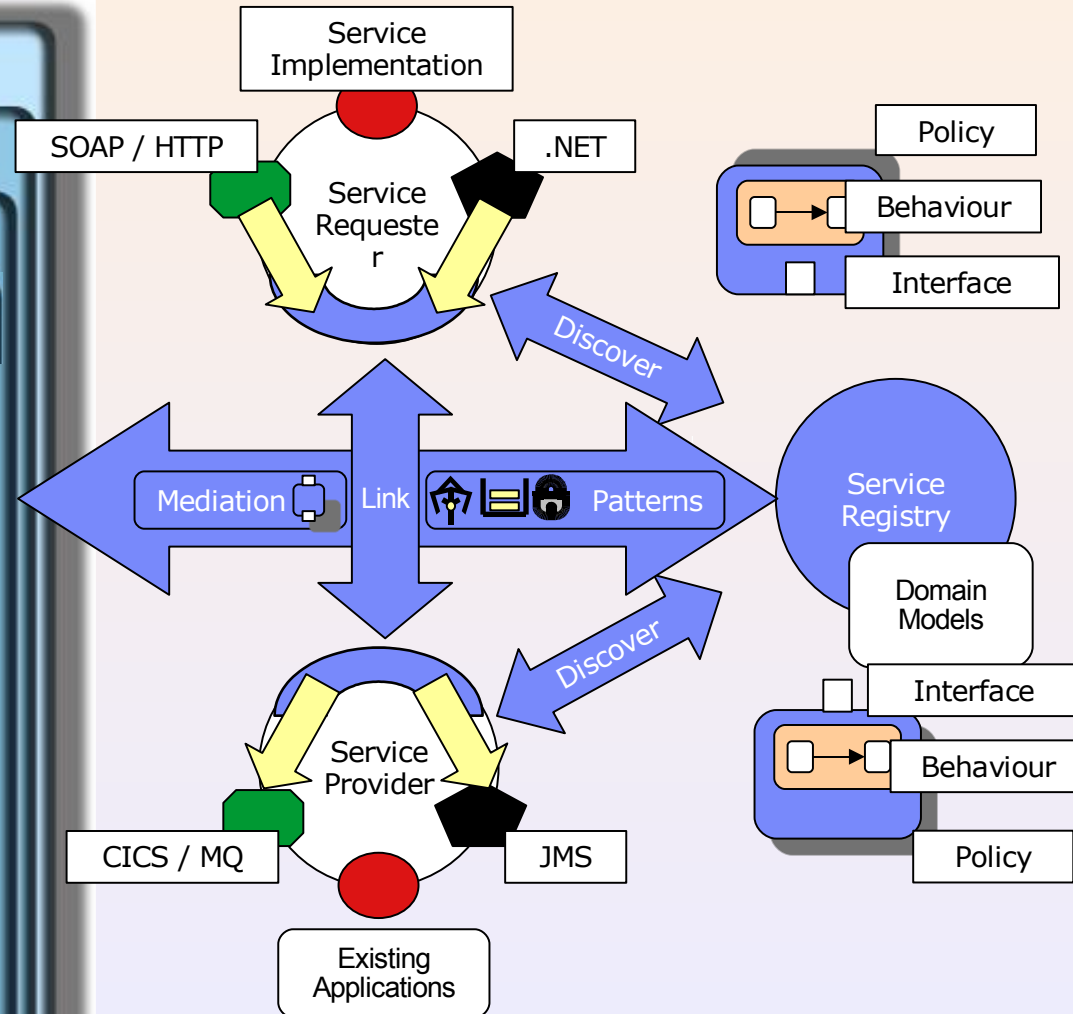 Service
Implementation
SOAP / HTTP
.NET
Service
Requeste
r
Policy
Behaviour
Interface
Discover
Mediation
Link
Patterns
Service
Registry
Domain
Models
Discover
Interface
Behaviour
Policy
Service
Provider
CICS / MQ
JMS
Existing
Applications